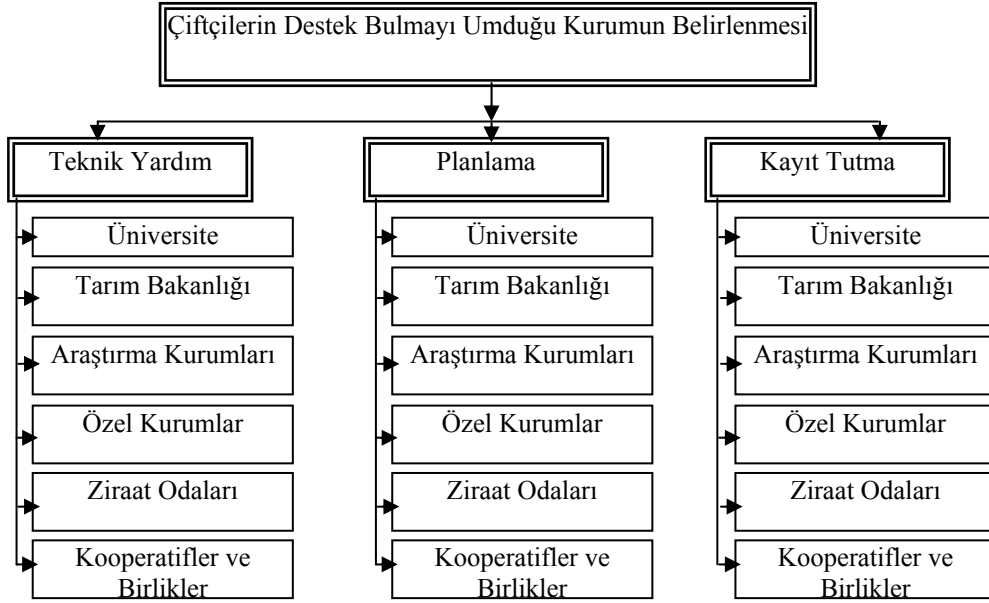 Çiftçilerin Destek Bulmayı Umduğu Kurumun Belirlenmesi
Teknik Yardım
Üniversite
Tarım Bakanlığı
Araştırma Kurumları
Özel Kurumlar
Ziraat Odaları
Kooperatifler ve
Birlikler
Planlama
Üniversite
Tarım Bakanlığı
Araştırma Kurumları
Özel Kurumlar
Ziraat Odaları
Kooperatifler ve
Birlikler
Kayıt Tutma
Üniversite
Tarım Bakanlığı
Araştırma Kurumları
Özel Kurumlar
Ziraat Odaları
Kooperatifler ve
Birlikler